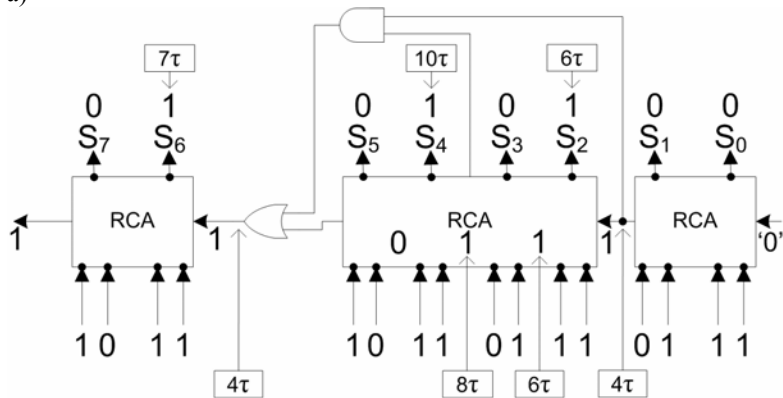 a)
7τ 10τ 6τ
0 1 0 1 0 1 0 0
S₇ S₆ S₅ S₄ S₃ S₂ S₁ S₀
RCA RCA RCA
1 1 0 1 1 1 '0'
1 0 1 1 1 0 1 1 0 1 1 1 0 1 1 1
4τ 8τ 6τ 4τ